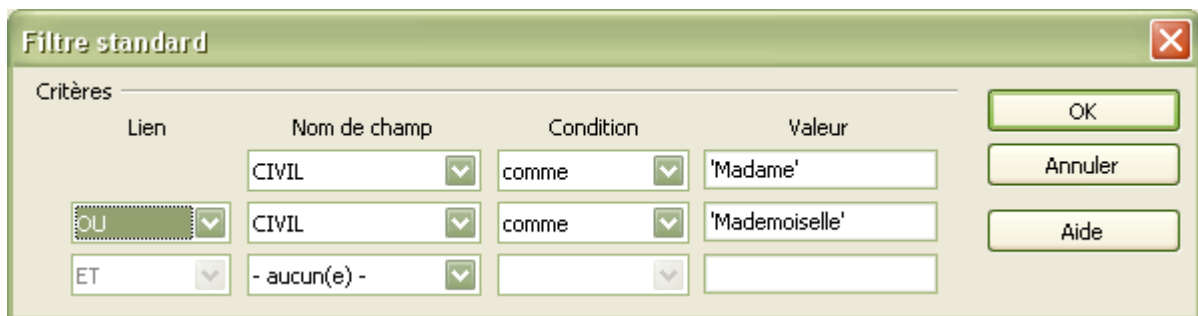 Filtre standard
Critères
Lien Nom de champ Condition Valeur OK
CIVIL comme 'Madame' Annuler
OU CIVIL comme 'Mademoiselle' Aide
ET - aucun(e) -